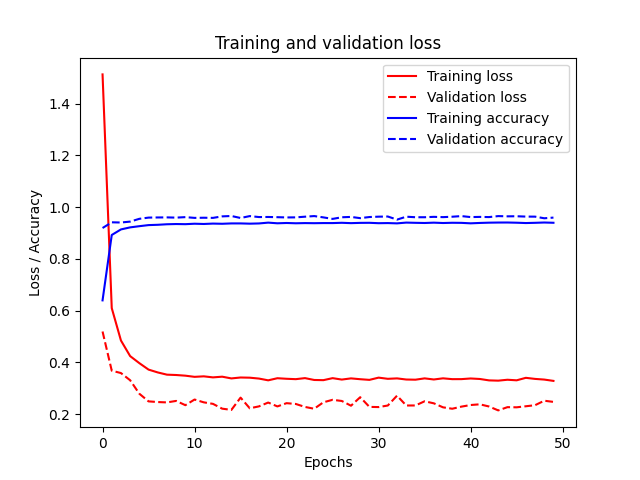 Training and validation loss
Training loss
Validation loss
Training accuracy
Validation accuracy
Loss / Accuracy
1.4
1.2
1.0
0.8
0.6
0.4
0.2
0
10
20
30
40
50
Epochs